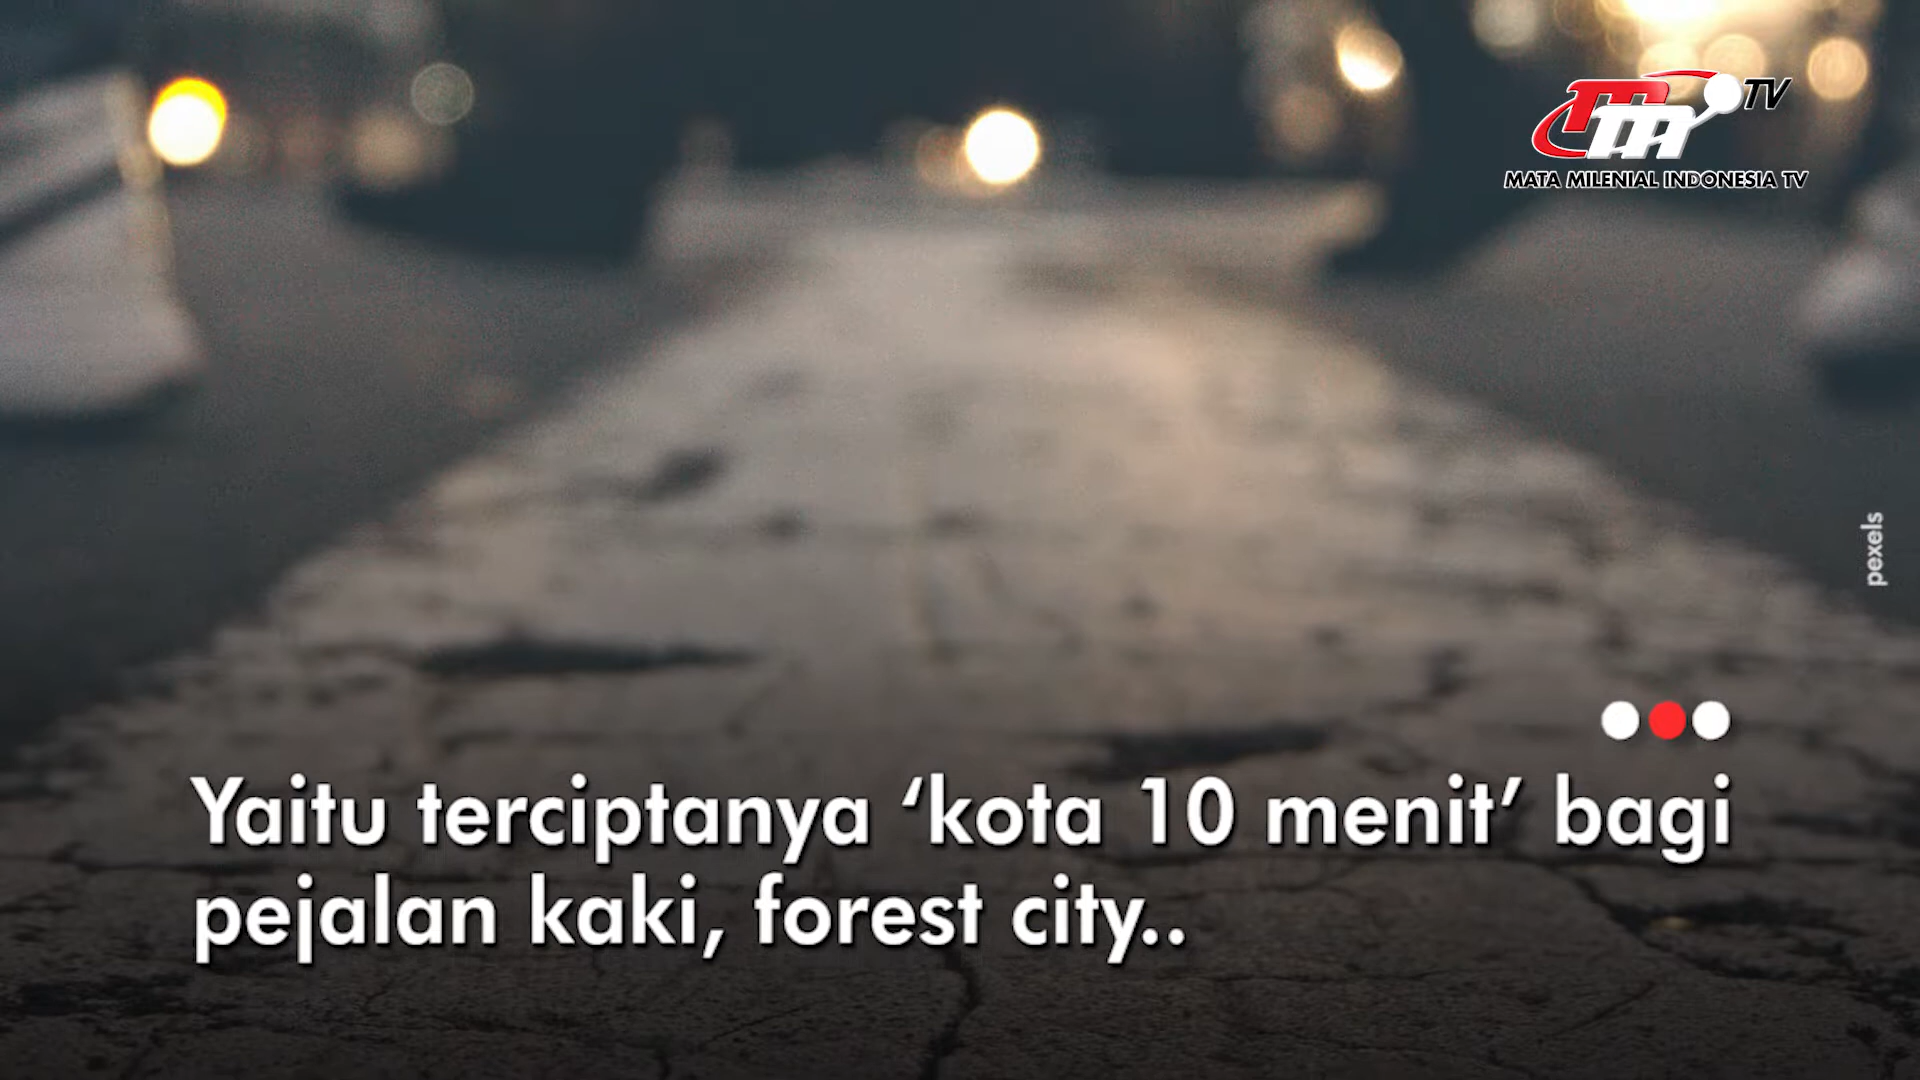 TV
MATA MILENIAL INDONESIA TV
pexels
Yaitu terciptanya ‘kota 10 menit’ bagi
pejalan kaki, forest city..